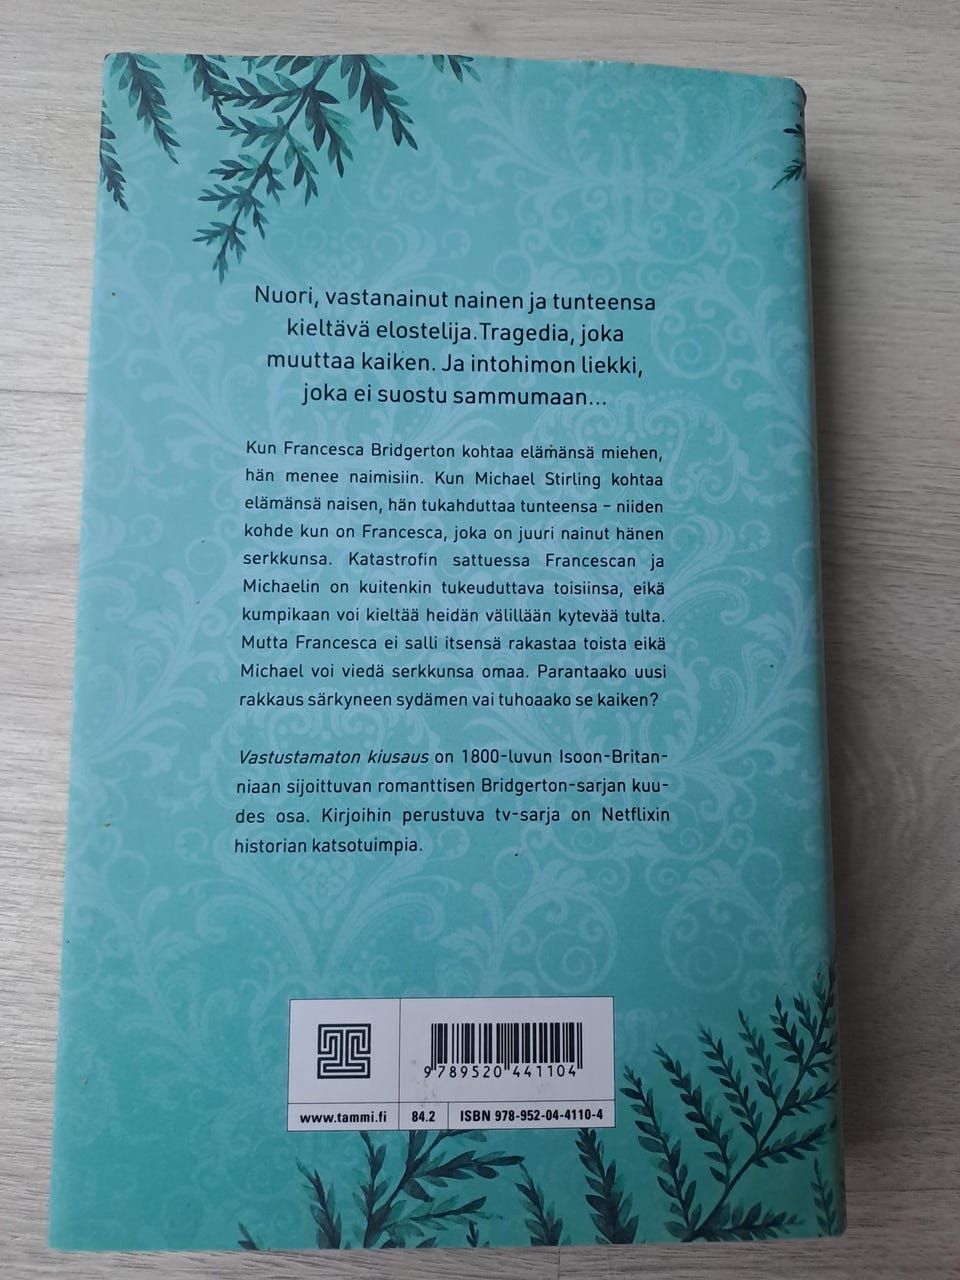 Nuori, vastanainut nainen ja tunteensa
kieltävä elostelija.Tragedia, joka
muuttaa kaiken. Ja intohimon liekki,
joka ei suostu sammumaan...
Kun Francesca Bridgerton kohtaa elämänsä miehen,
hän menee naimisiin. Kun Michael Stirling kohtaa
elämänsä naisen, hän tukahduttaa tunteensa – niiden
kohde kun on Francesca, joka on juuri nainut hänen
serkkunsa. Katastrofin sattuessa Francescan ja
Michaelin on kuitenkin tukeuduttava toisiinsa, eikä
kumpikaan voi kieltää heidän välillään kytevää tulta.
Mutta Francesca ei salli itsensä rakastaa toista eikä
Michael voi viedä serkkunsa omaa. Parantaako uusi
rakkaus särkyneen sydämen vai tuhoaako se kaiken?
Vastustamaton kiusaus on 1800-luvun Isoon-Britan-
niaan sijoittuvan romanttisen Bridgerton-sarjan kuu-
des osa. Kirjoihin perustuva tv-sarja on Netflixin
historian katsotuimpia.
9 789520 441104
www.tammi.fi 84.2 ISBN 978-952-04-4110-4